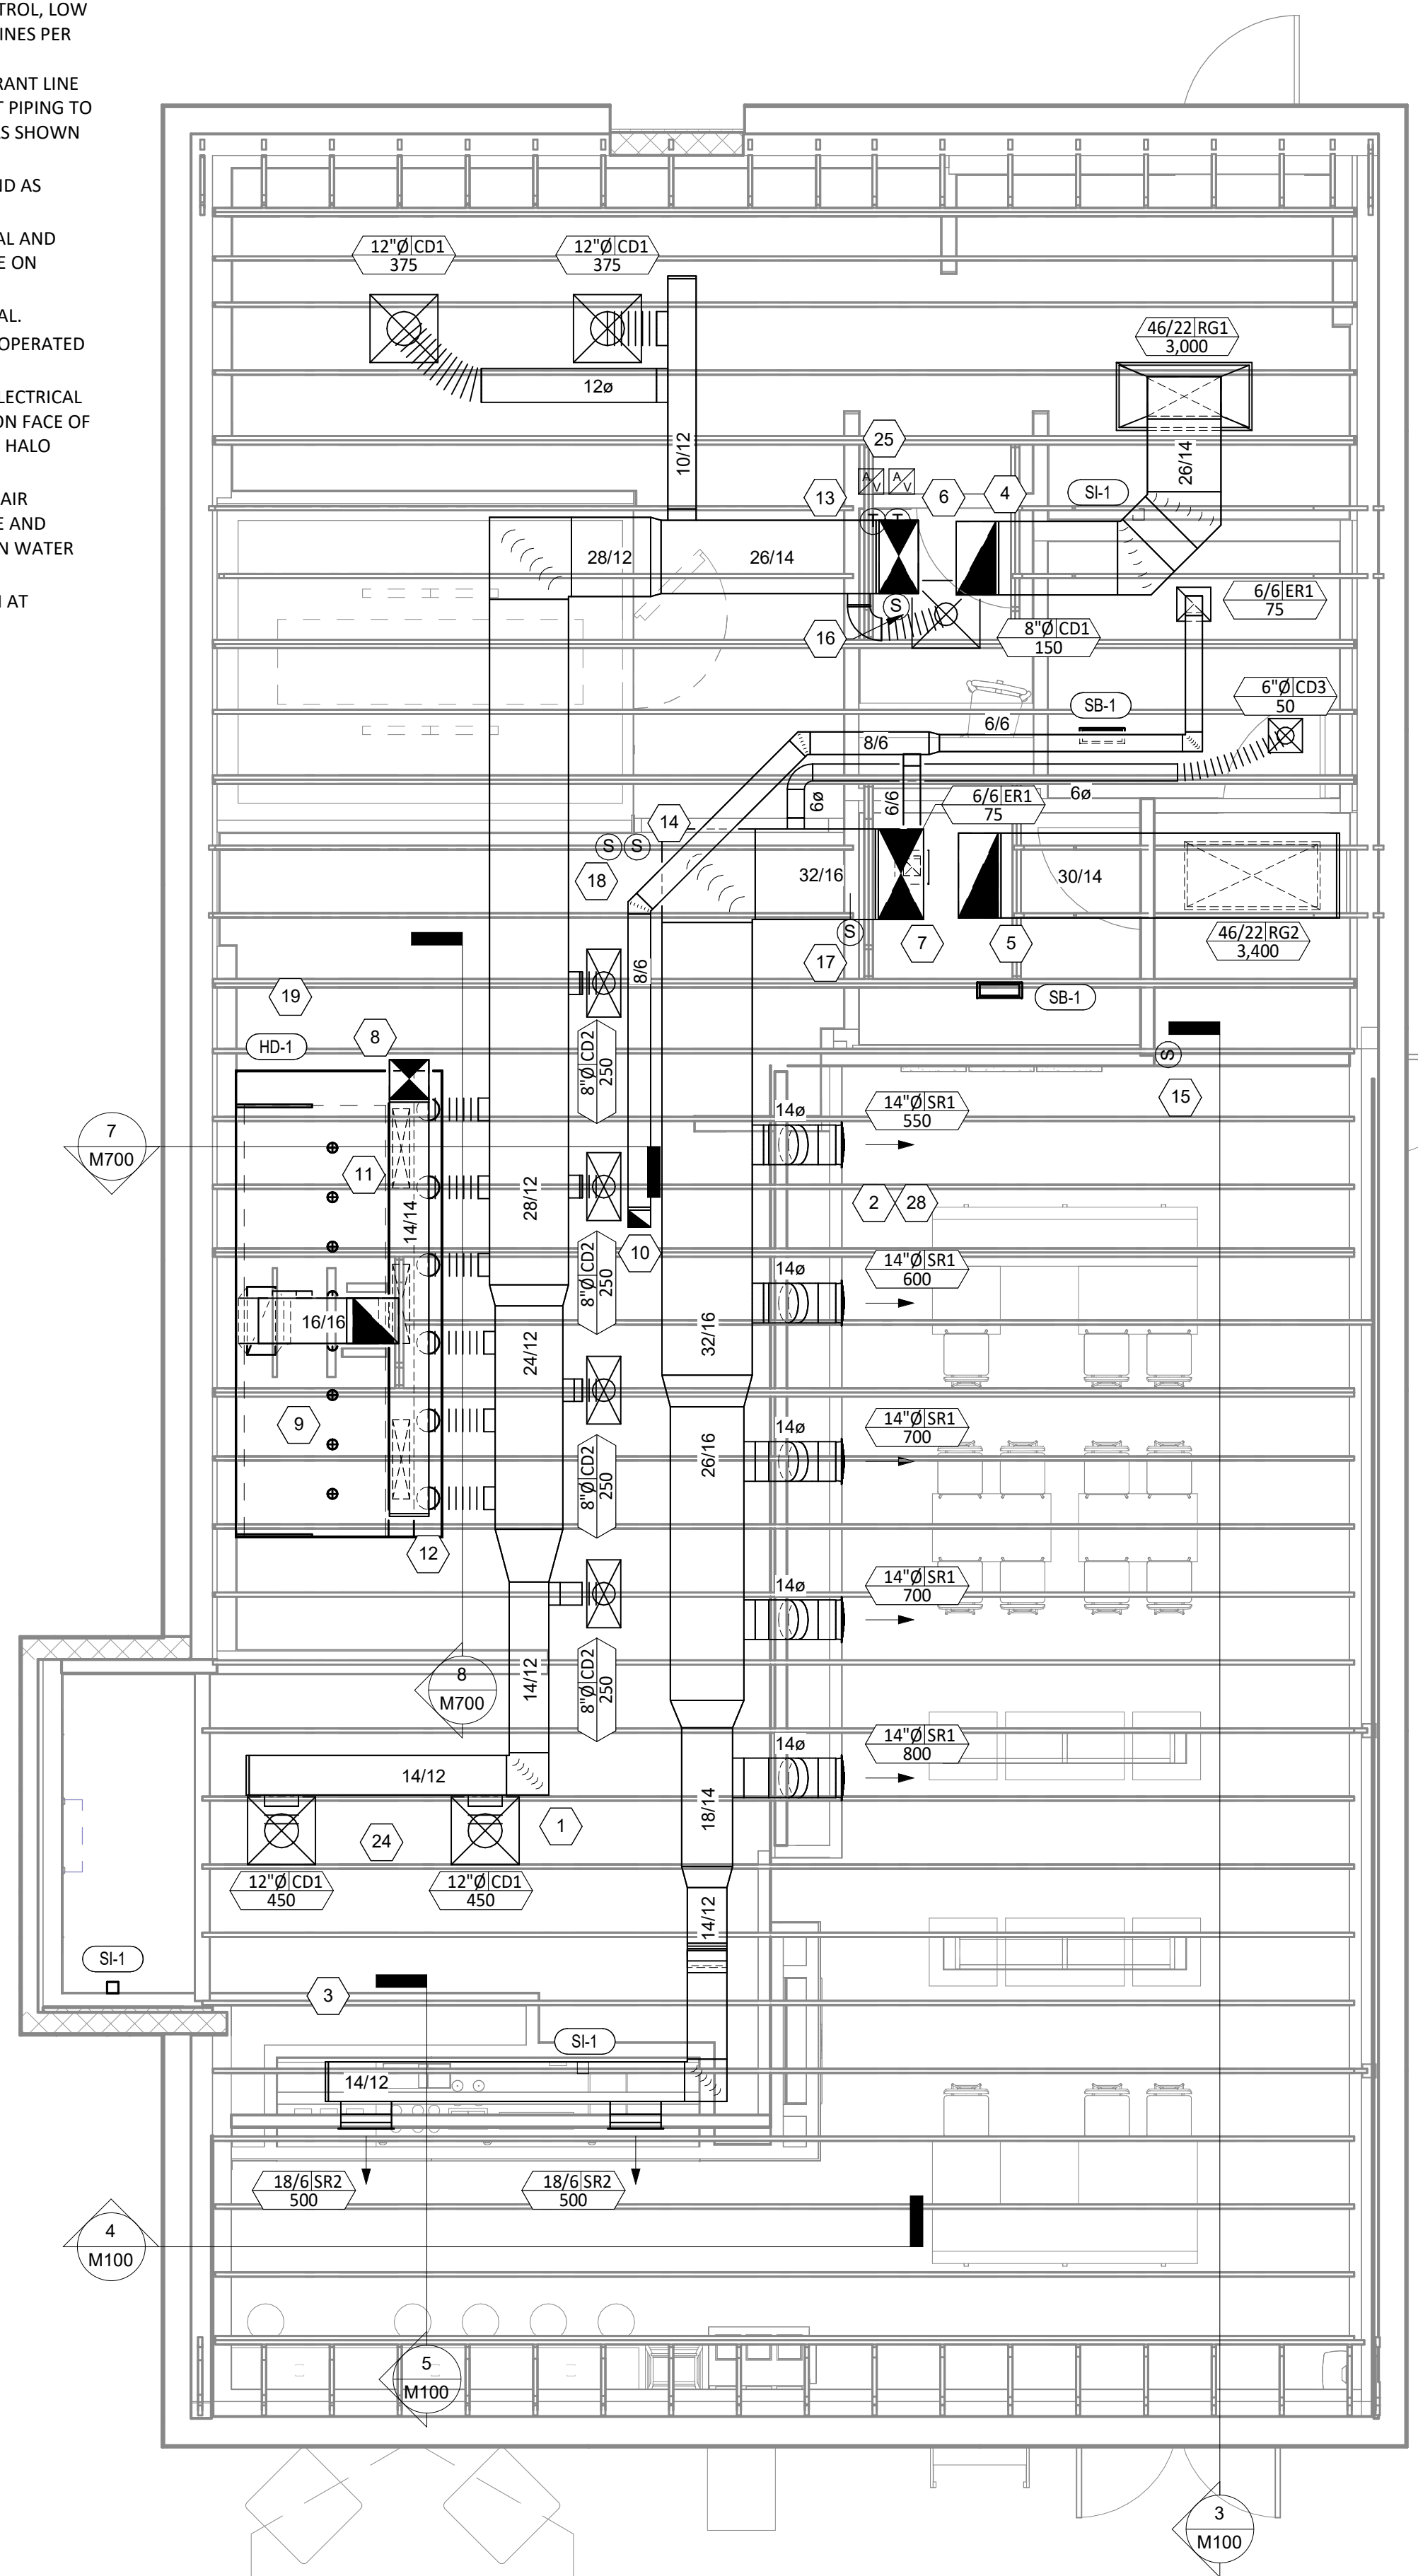 TROL, LOW
INES PER
RANT LINE
T PIPING TO
AS SHOWN
ND AS
AL AND
E ON
AL.
OPERATED
LECTRICAL
ON FACE OF
HALO
AIR
E AND
N WATER
N AT
12"Ø CD1
375
12"Ø CD1
375
46/22 RG1
3,000
12ø
10/12
26/14
25
A
V
A
V
13
6
4
SI-1
T
T
28/12
26/14
6/6 ER1
75
S
16
8"Ø CD1
150
6"Ø CD3
50
SB-1
6/6
8/6
6ø
6ø
6/6
6/6 ER1
75
14
S
S
18
32/16
30/14
S
17
7
5
46/22 RG2
3,400
8/6
19
SB-1
HD-1
8
8"Ø CD2
250
S
15
14ø
14"Ø SR1
550
7
M700
11
14/14
28/12
2
28
10
8"Ø CD2
250
14ø
14"Ø SR1
600
16/16
24/12
32/16
9
14ø
14"Ø SR1
700
26/16
8"Ø CD2
250
12
14ø
14"Ø SR1
700
8
M700
14/12
8"Ø CD2
250
14ø
14"Ø SR1
800
14/12
18/14
1
24
12"Ø CD1
450
12"Ø CD1
450
14/12
SI-1
3
SI-1
14/12
18/6 SR2
500
18/6 SR2
500
4
M100
5
M100
3
M100